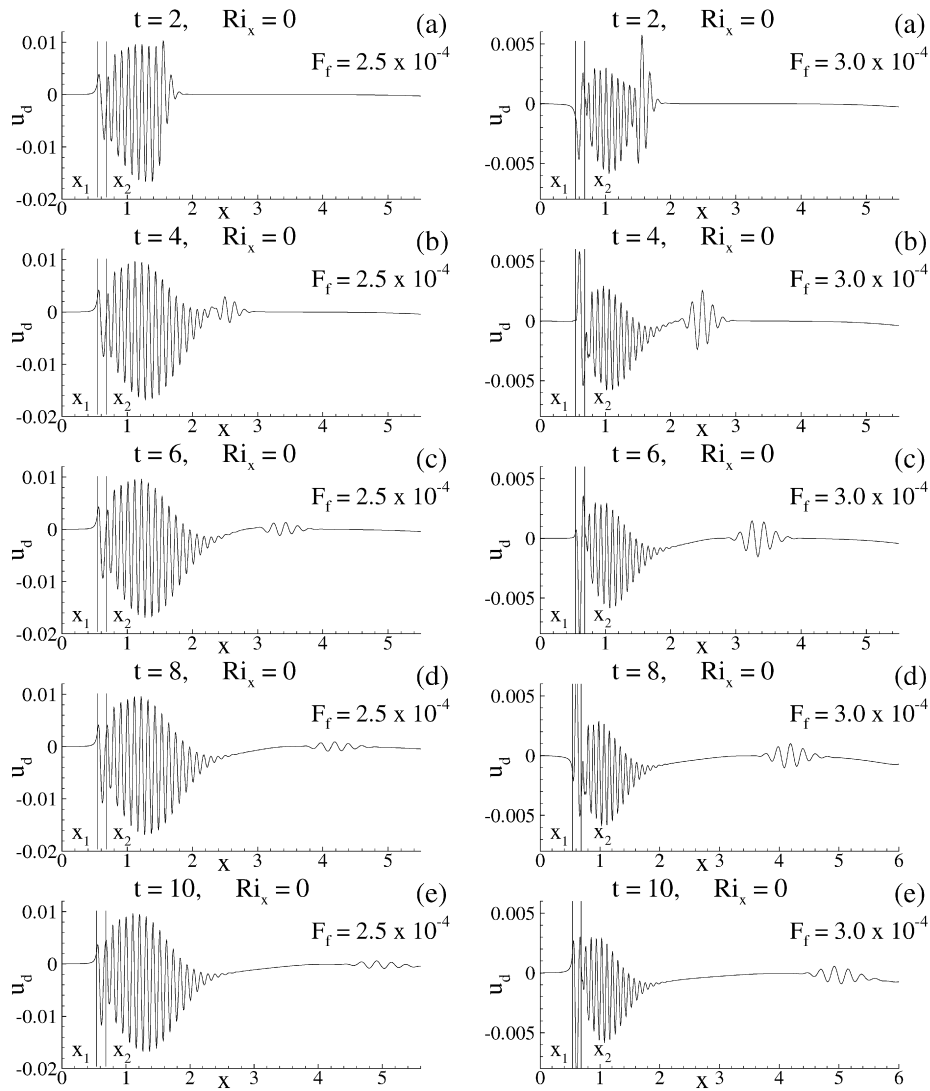 t = 2, Ri_x = 0 (a)
F_f = 2.5 x 10^-4
0.01
0
-0.01
-0.02
u_d
x_1 x_2
0 1 2 3 4 5
x
t = 4, Ri_x = 0 (b)
F_f = 2.5 x 10^-4
0.01
0
-0.01
-0.02
u_d
x_1 x_2
0 1 2 3 4 5
x
t = 6, Ri_x = 0 (c)
F_f = 2.5 x 10^-4
0.01
0
-0.01
-0.02
u_d
x_1 x_2
0 1 2 3 4 5
x
t = 8, Ri_x = 0 (d)
F_f = 2.5 x 10^-4
0.01
0
-0.01
-0.02
u_d
x_1 x_2
0 1 2 3 4 5
x
t = 10, Ri_x = 0 (e)
F_f = 2.5 x 10^-4
0.01
0
-0.01
-0.02
u_d
x_1 x_2
0 1 2 3 4 5
x
t = 2, Ri_x = 0 (a)
F_f = 3.0 x 10^-4
0.005
0
-0.005
u_d
x_1 x_2
0 1 2 3 4 5
x
t = 4, Ri_x = 0 (b)
F_f = 3.0 x 10^-4
0.005
0
-0.005
u_d
x_1 x_2
0 1 2 3 4 5
x
t = 6, Ri_x = 0 (c)
F_f = 3.0 x 10^-4
0.005
0
-0.005
u_d
x_1 x_2
0 1 2 3 4 5
x
t = 8, Ri_x = 0 (d)
F_f = 3.0 x 10^-4
0.005
0
-0.005
u_d
x_1 x_2
0 1 2 3 4 5 6
x
t = 10, Ri_x = 0 (e)
F_f = 3.0 x 10^-4
0.005
0
-0.005
u_d
x_1 x_2
0 1 2 3 4 5 6
x